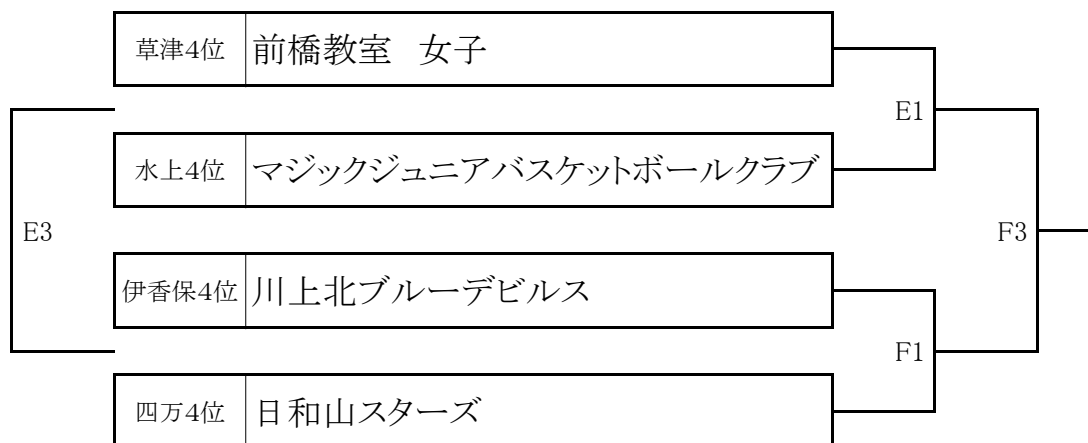 草津4位 前橋教室 女子
E1
水上4位 マジックジュニアバスケットボールクラブ
E3
F3
伊香保4位 川上北ブルーデビルス
F1
四万4位 日和山スターズ